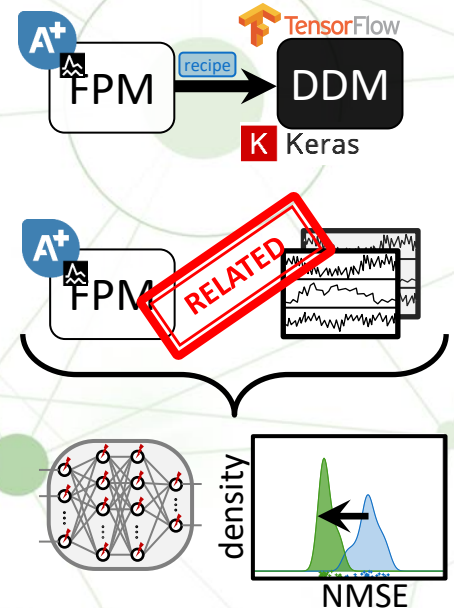 A+
TensorFlow
FPM
recipe
DDM
K Keras
A+
FPM
RELATED
density
NMSE